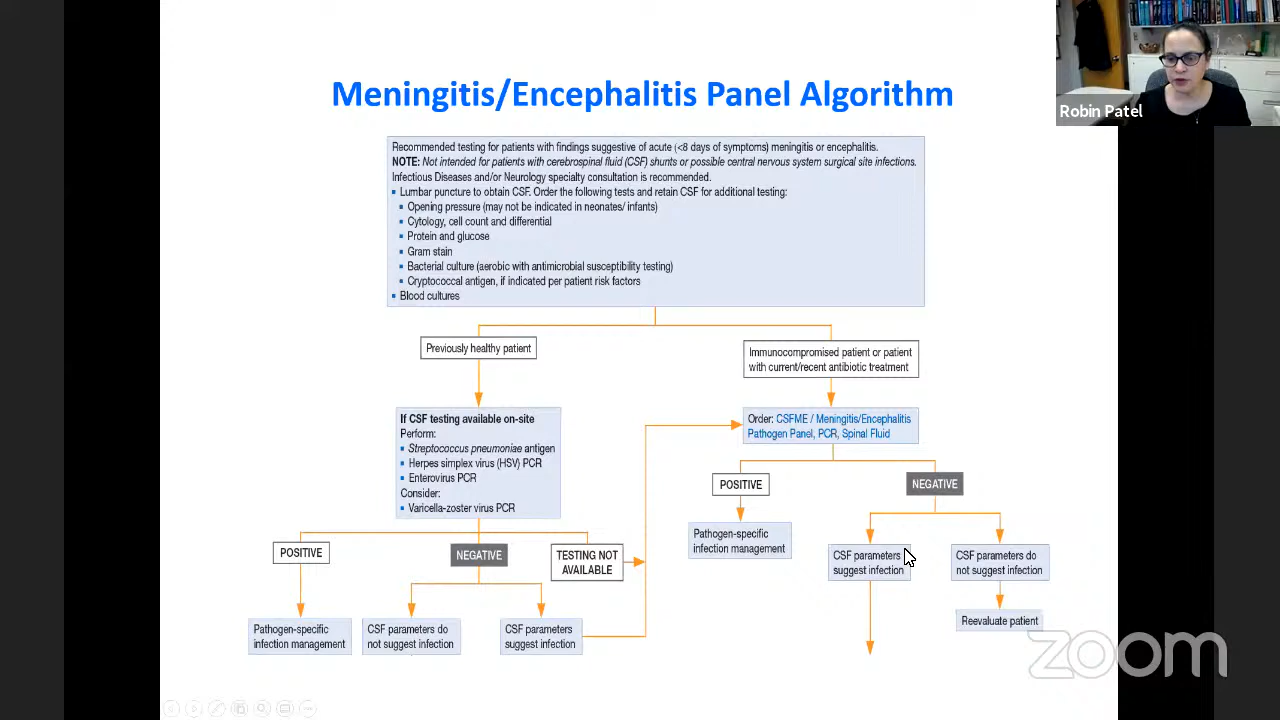 Meningitis/Encephalitis Panel Algorithm
Robin Patel
Recommended testing for patients with findings suggestive of acute (<8 days of symptoms) meningitis or encephalitis.
NOTE: Not intended for patients with cerebrospinal fluid (CSF) shunts or possible central nervous system surgical site infections.
Infectious Diseases and/or Neurology specialty consultation is recommended.
▪ Lumbar puncture to obtain CSF. Order the following tests and retain CSF for additional testing:
▪ Opening pressure (may not be indicated in neonates/ infants)
▪ Cytology, cell count and differential
▪ Protein and glucose
▪ Gram stain
▪ Bacterial culture (aerobic with antimicrobial susceptibility testing)
▪ Cryptococcal antigen, if indicated per patient risk factors
▪ Blood cultures
Previously healthy patient
Immunocompromised patient or patient
with current/recent antibiotic treatment
If CSF testing available on-site
Perform:
▪ Streptococcus pneumoniae antigen
▪ Herpes simplex virus (HSV) PCR
▪ Enterovirus PCR
Consider:
▪ Varicella-zoster virus PCR
Order: CSFME / Meningitis/Encephalitis
Pathogen Panel, PCR, Spinal Fluid
POSITIVE
NEGATIVE
TESTING NOT
AVAILABLE
POSITIVE
NEGATIVE
Pathogen-specific
infection management
CSF parameters
suggest infection
CSF parameters do
not suggest infection
Reevaluate patient
Pathogen-specific
infection management
CSF parameters do
not suggest infection
CSF parameters
suggest infection
zoom